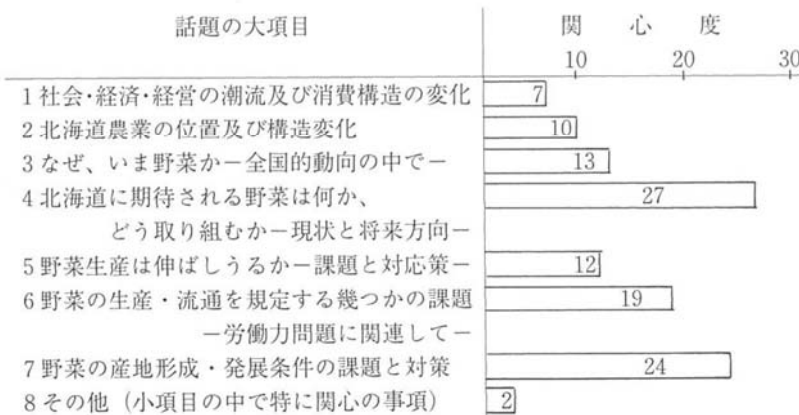 話題の大項目
関心度
10 20 30
1 社会・経済・経営の潮流及び消費構造の変化 7
2 北海道農業の位置及び構造変化 10
3 なぜ、いま野菜か−全国的動向の中で− 13
4 北海道に期待される野菜は何か、 27
どう取り組むか−現状と将来方向−
5 野菜生産は伸ばしうるか−課題と対応策− 12
6 野菜の生産・流通を規定する幾つかの課題 19
−労働力問題に関連して−
7 野菜の産地形成・発展条件の課題と対策 24
8 その他（小項目の中で特に関心の事項） 2